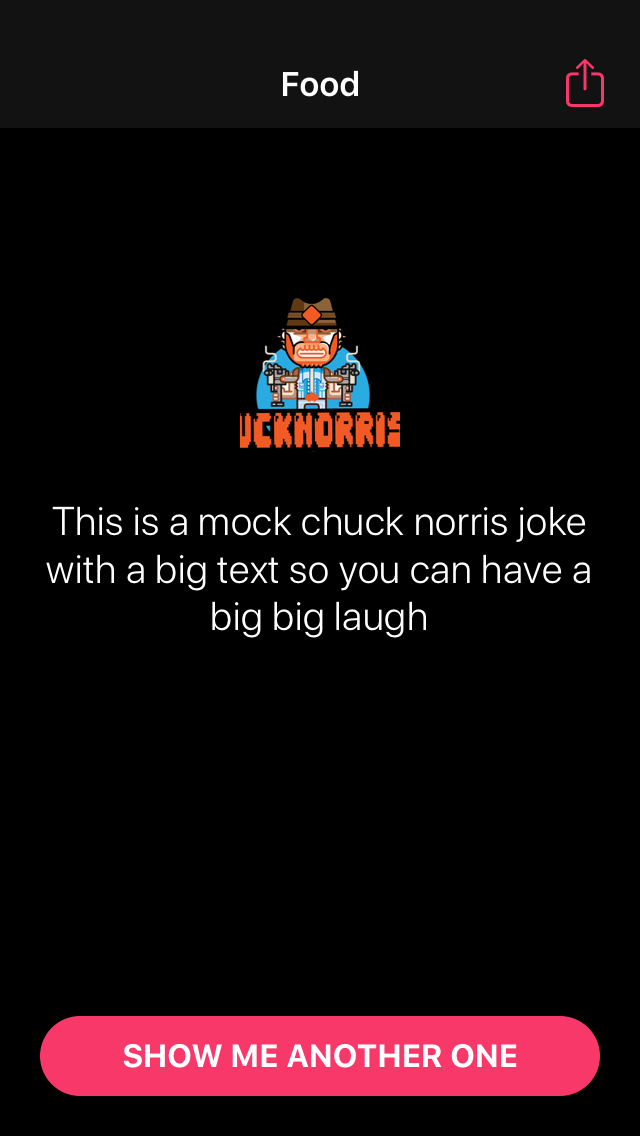 Food
UCKNORRIS
This is a mock chuck norris joke
with a big text so you can have a
big big laugh
SHOW ME ANOTHER ONE